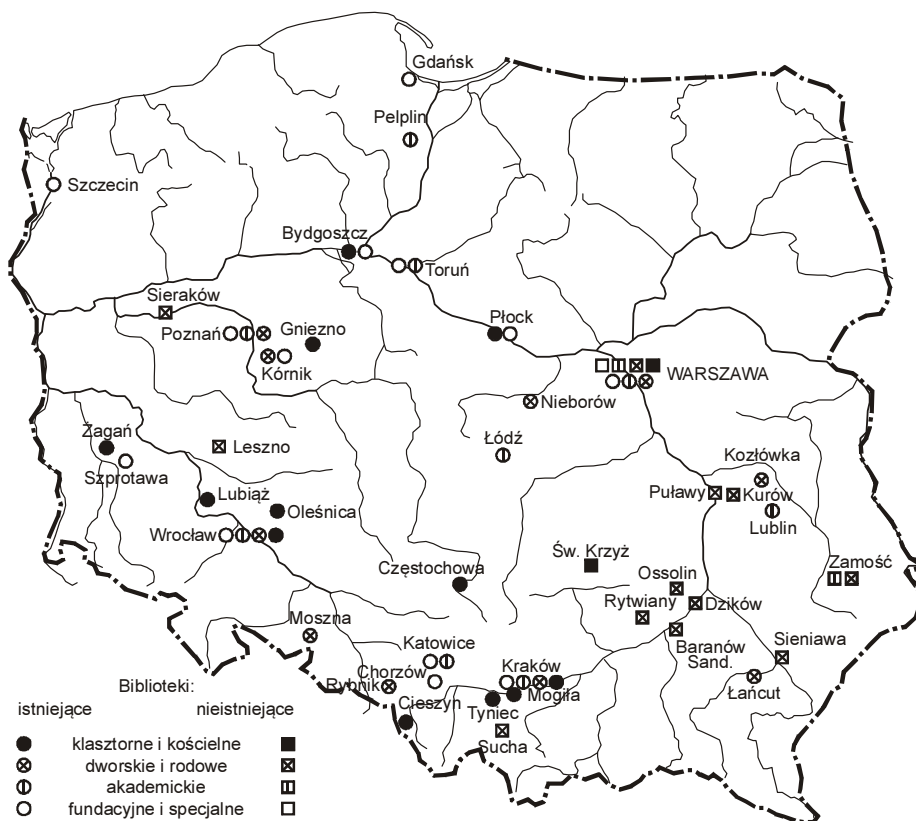 Gdańsk
Pelplin
Szczecin
Bydgoszcz
Toruń
Sieraków
Poznań
Gniezno
Kórnik
Płock
WARSZAWA
Nieborów
Żagań
Leszno
Łódź
Szprotawa
Kozłówka
Lubiąż
Puławy
Kurów
Oleśnica
Lublin
Wrocław
Częstochowa
Św. Krzyż
Zamość
Ossolin
Rytwiany
Dzików
Moszna
Baranów
Sand.
Sieniawa
Katowice
Chorzów
Kraków
Rybnik
Mogiła
Łańcut
Cieszyn
Tyniec
Sucha
Biblioteki:
istniejące nieistniejące
klasztorne i kościelne
dworskie i rodowe
akademickie
fundacyjne i specjalne